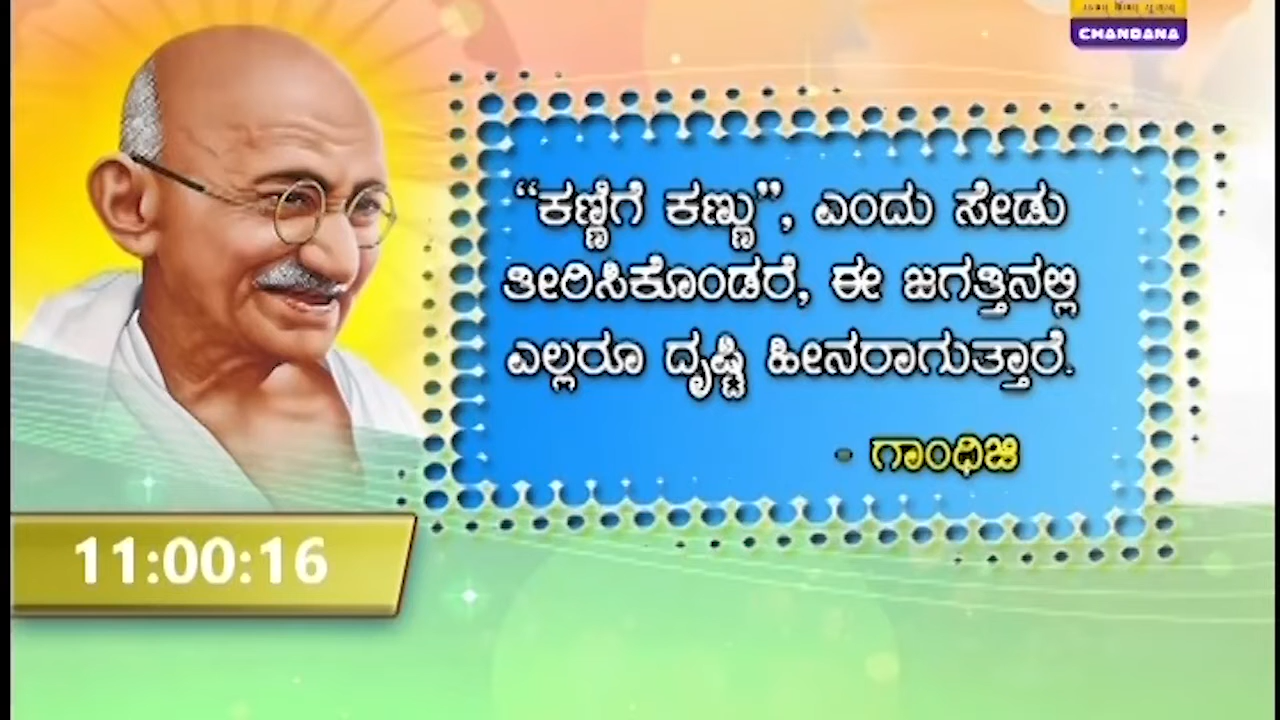 CHANDANA
“ಕಣ್ಣಿಗೆ ಕಣ್ಣು”, ಎಂದು ಸೇಡು
ತೀರಿಸಿಕೊಂಡರೆ, ಈ ಜಗತ್ತಿನಲ್ಲಿ
ಎಲ್ಲರೂ ದೃಷ್ಟಿ ಹೀನರಾಗುತ್ತಾರೆ.
- ಗಾಂಧಿಜಿ
11:00:16